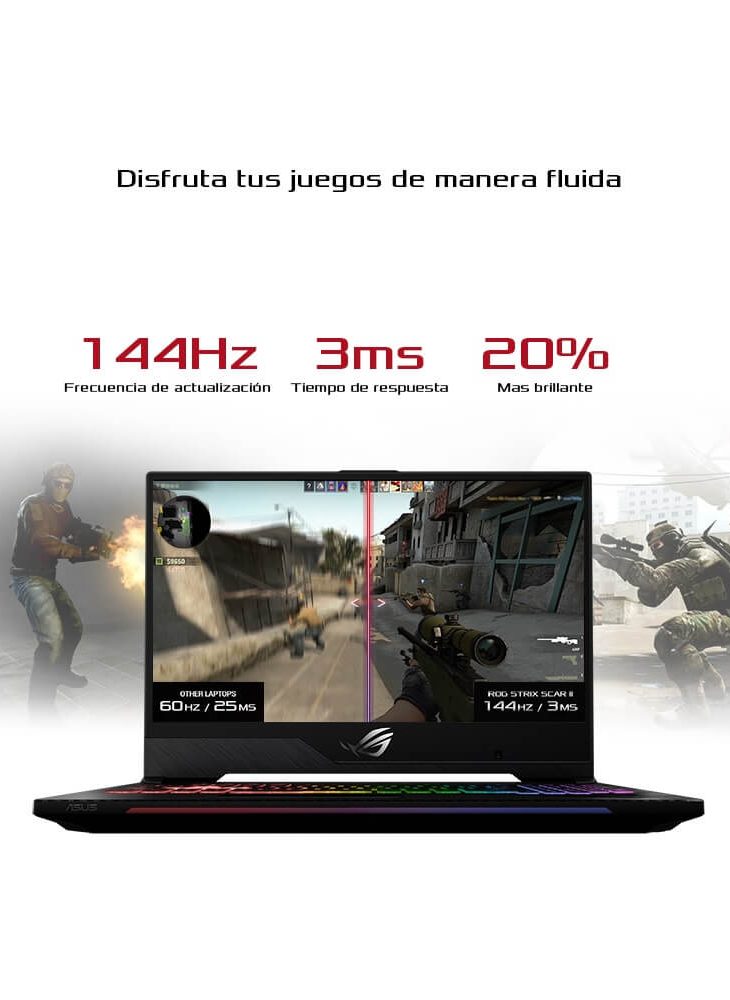 Disfruta tus juegos de manera fluida
144Hz 3ms 20%
Frecuencia de actualización Tiempo de respuesta Mas brillante
$9650
OTHER LAPTOPS
60HZ / 25MS
ROG STRIX SCAR II
144HZ / 3MS
ASUS